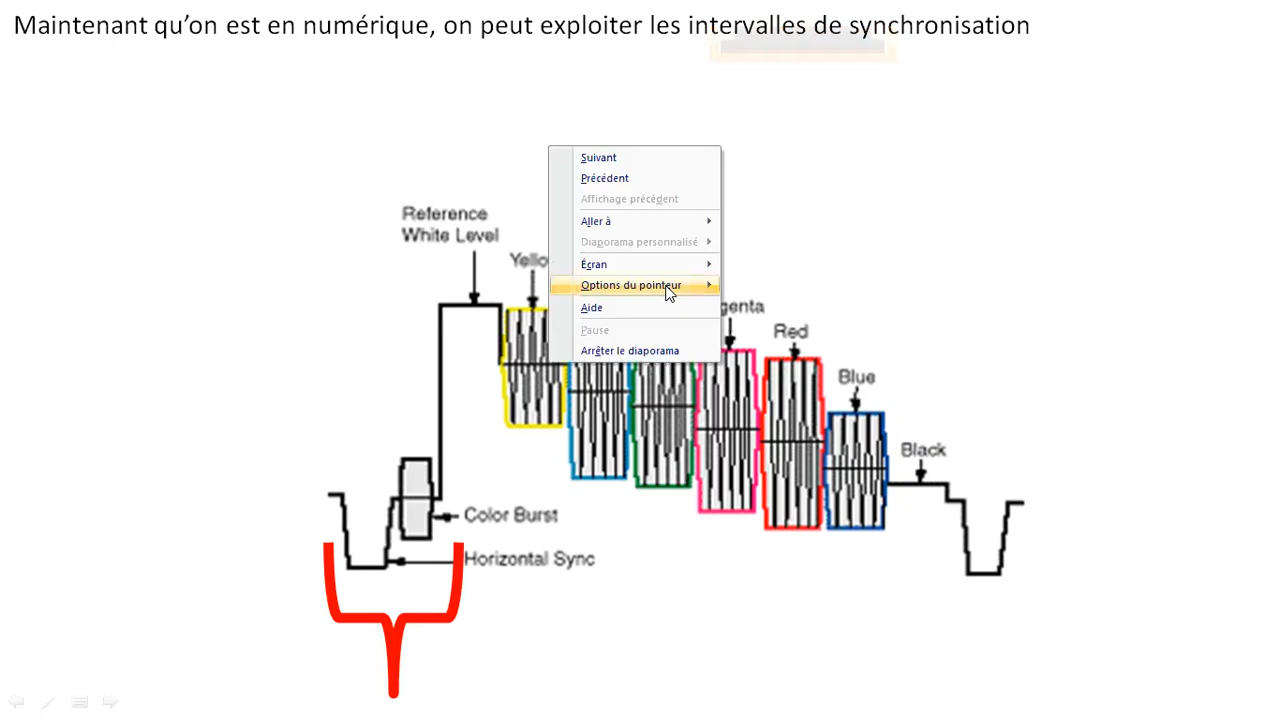 Maintenant qu'on est en numérique, on peut exploiter les intervalles de synchronisation
Suivant
Précédent
Affichage précédent
Aller à
Diaporama personnalisé
Écran
Options du pointeur
Aide
Pause
Arrêter le diaporama
Reference
White Level
Yello
genta
Red
Blue
Black
Color Burst
Horizontal Sync